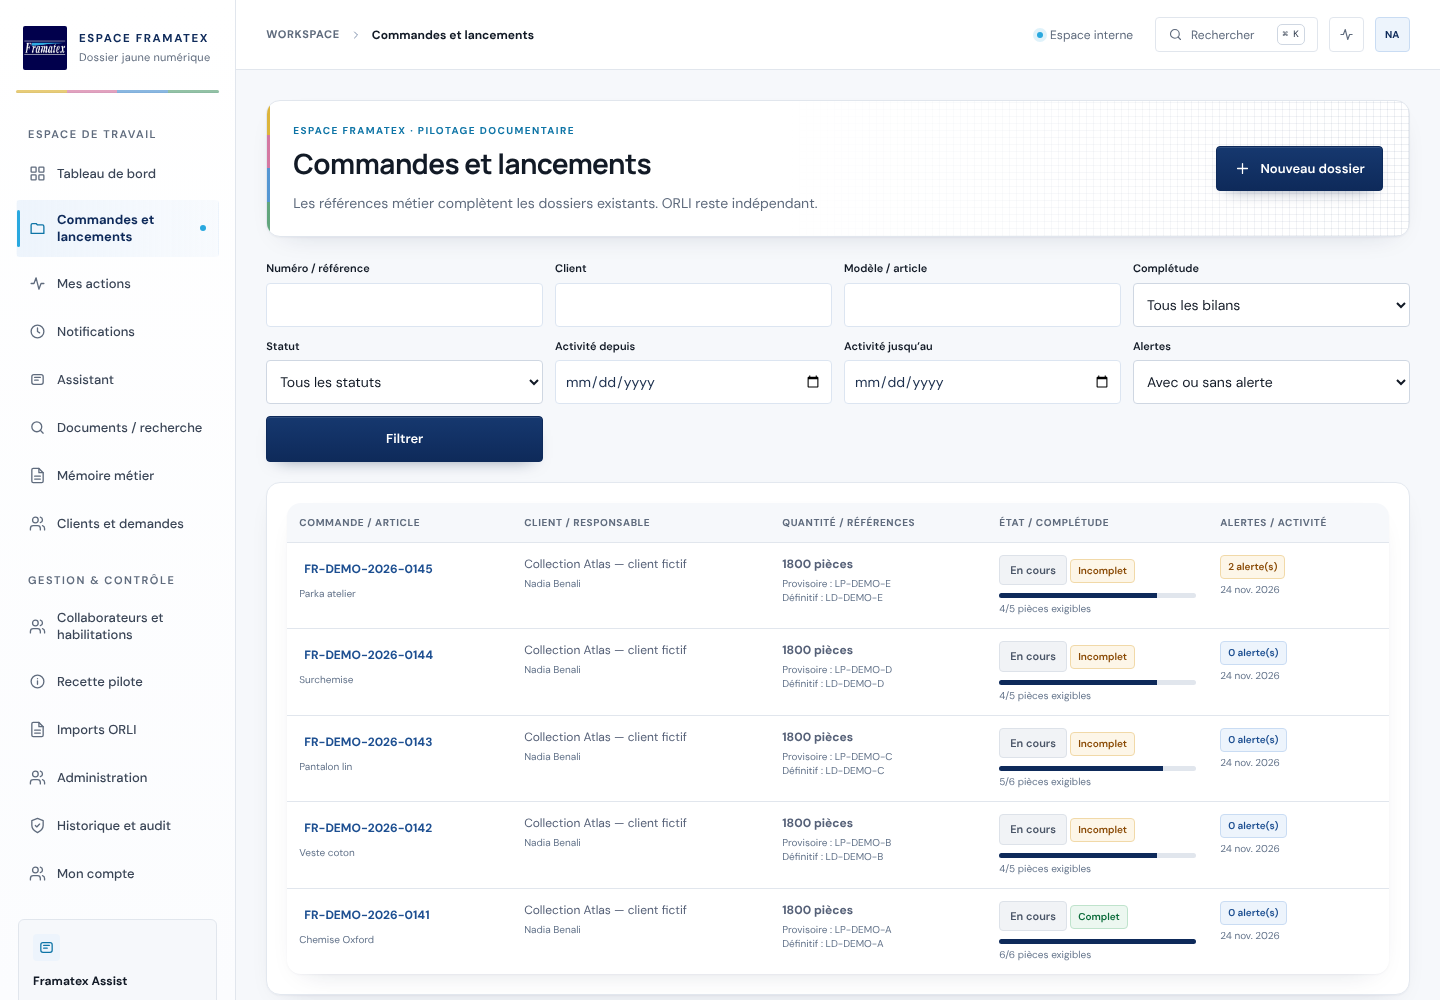 Framatex
ESPACE FRAMATEX
Dossier jaune numérique
ESPACE DE TRAVAIL
Tableau de bord
Commandes et
lancements
Mes actions
Notifications
Assistant
Documents / recherche
Mémoire métier
Clients et demandes
GESTION & CONTRÔLE
Collaborateurs et
habilitations
Recette pilote
Imports ORLI
Administration
Historique et audit
Mon compte
Framatex Assist
WORKSPACE > Commandes et lancements
Espace interne
Rechercher
⌘ K
NA
ESPACE FRAMATEX · PILOTAGE DOCUMENTAIRE
Commandes et lancements
Les références métier complètent les dossiers existants. ORLI reste indépendant.
Nouveau dossier
Numéro / référence
Client
Modèle / article
Complétude
Tous les bilans
Statut
Activité depuis
Activité jusqu’au
Alertes
Tous les statuts
mm/dd/yyyy
mm/dd/yyyy
Avec ou sans alerte
Filtrer
COMMANDE / ARTICLE
CLIENT / RESPONSABLE
QUANTITÉ / RÉFÉRENCES
ÉTAT / COMPLÉTUDE
ALERTES / ACTIVITÉ
FR-DEMO-2026-0145
Parka atelier
Collection Atlas — client fictif
Nadia Benali
1800 pièces
Provisoire : LP-DEMO-E
Définitif : LD-DEMO-E
En cours
Incomplet
4/5 pièces exigibles
2 alerte(s)
24 nov. 2026
FR-DEMO-2026-0144
Surchemise
Collection Atlas — client fictif
Nadia Benali
1800 pièces
Provisoire : LP-DEMO-D
Définitif : LD-DEMO-D
En cours
Incomplet
4/5 pièces exigibles
0 alerte(s)
24 nov. 2026
FR-DEMO-2026-0143
Pantalon lin
Collection Atlas — client fictif
Nadia Benali
1800 pièces
Provisoire : LP-DEMO-C
Définitif : LD-DEMO-C
En cours
Incomplet
5/6 pièces exigibles
0 alerte(s)
24 nov. 2026
FR-DEMO-2026-0142
Veste coton
Collection Atlas — client fictif
Nadia Benali
1800 pièces
Provisoire : LP-DEMO-B
Définitif : LD-DEMO-B
En cours
Incomplet
4/5 pièces exigibles
0 alerte(s)
24 nov. 2026
FR-DEMO-2026-0141
Chemise Oxford
Collection Atlas — client fictif
Nadia Benali
1800 pièces
Provisoire : LP-DEMO-A
Définitif : LD-DEMO-A
En cours
Complet
6/6 pièces exigibles
0 alerte(s)
24 nov. 2026